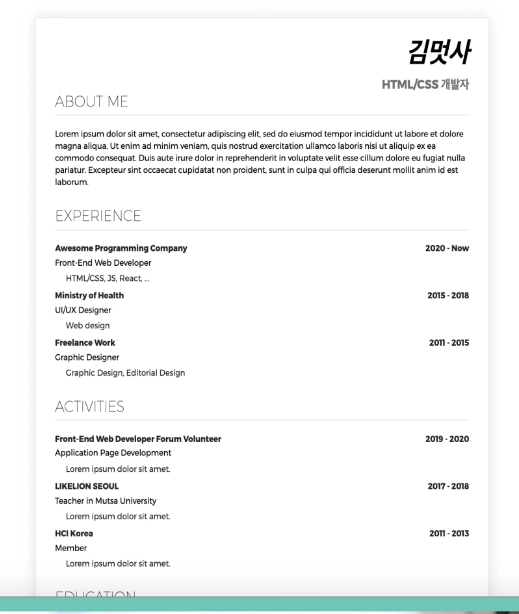 김멋사
HTML/CSS 개발자
ABOUT ME
Lorem ipsum dolor sit amet, consectetur adipiscing elit, sed do eiusmod tempor incididunt ut labore et dolore
magna aliqua. Ut enim ad minim veniam, quis nostrud exercitation ullamco laboris nisi ut aliquip ex ea
commodo consequat. Duis aute irure dolor in reprehenderit in voluptate velit esse cillum dolore eu fugiat nulla
pariatur. Excepteur sint occaecat cupidatat non proident, sunt in culpa qui officia deserunt mollit anim id est
laborum.
EXPERIENCE
Awesome Programming Company 2020 - Now
Front-End Web Developer
HTML/CSS, JS, React, ...
Ministry of Health 2015 - 2018
UI/UX Designer
Web design
Freelance Work 2011 - 2015
Graphic Designer
Graphic Design, Editorial Design
ACTIVITIES
Front-End Web Developer Forum Volunteer 2019 - 2020
Application Page Development
Lorem ipsum dolor sit amet.
LIKELION SEOUL 2017 - 2018
Teacher in Mutsa University
Lorem ipsum dolor sit amet.
HCI Korea 2011 - 2013
Member
Lorem ipsum dolor sit amet.
EDUCATION